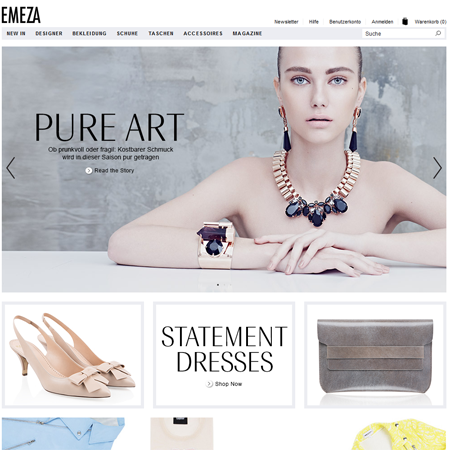 EMEZA
Newsletter Hilfe Benutzerkonto Anmelden Warenkorb (0)
NEW IN DESIGNER BEKLEIDUNG SCHUHE TASCHEN ACCESSOIRES MAGAZINE Suche
PURE ART
Ob prunkvoll oder fragil: Kostbarer Schmuck
wird in dieser Saison pur getragen
Read the Story
STATEMENT
DRESSES
Shop Now